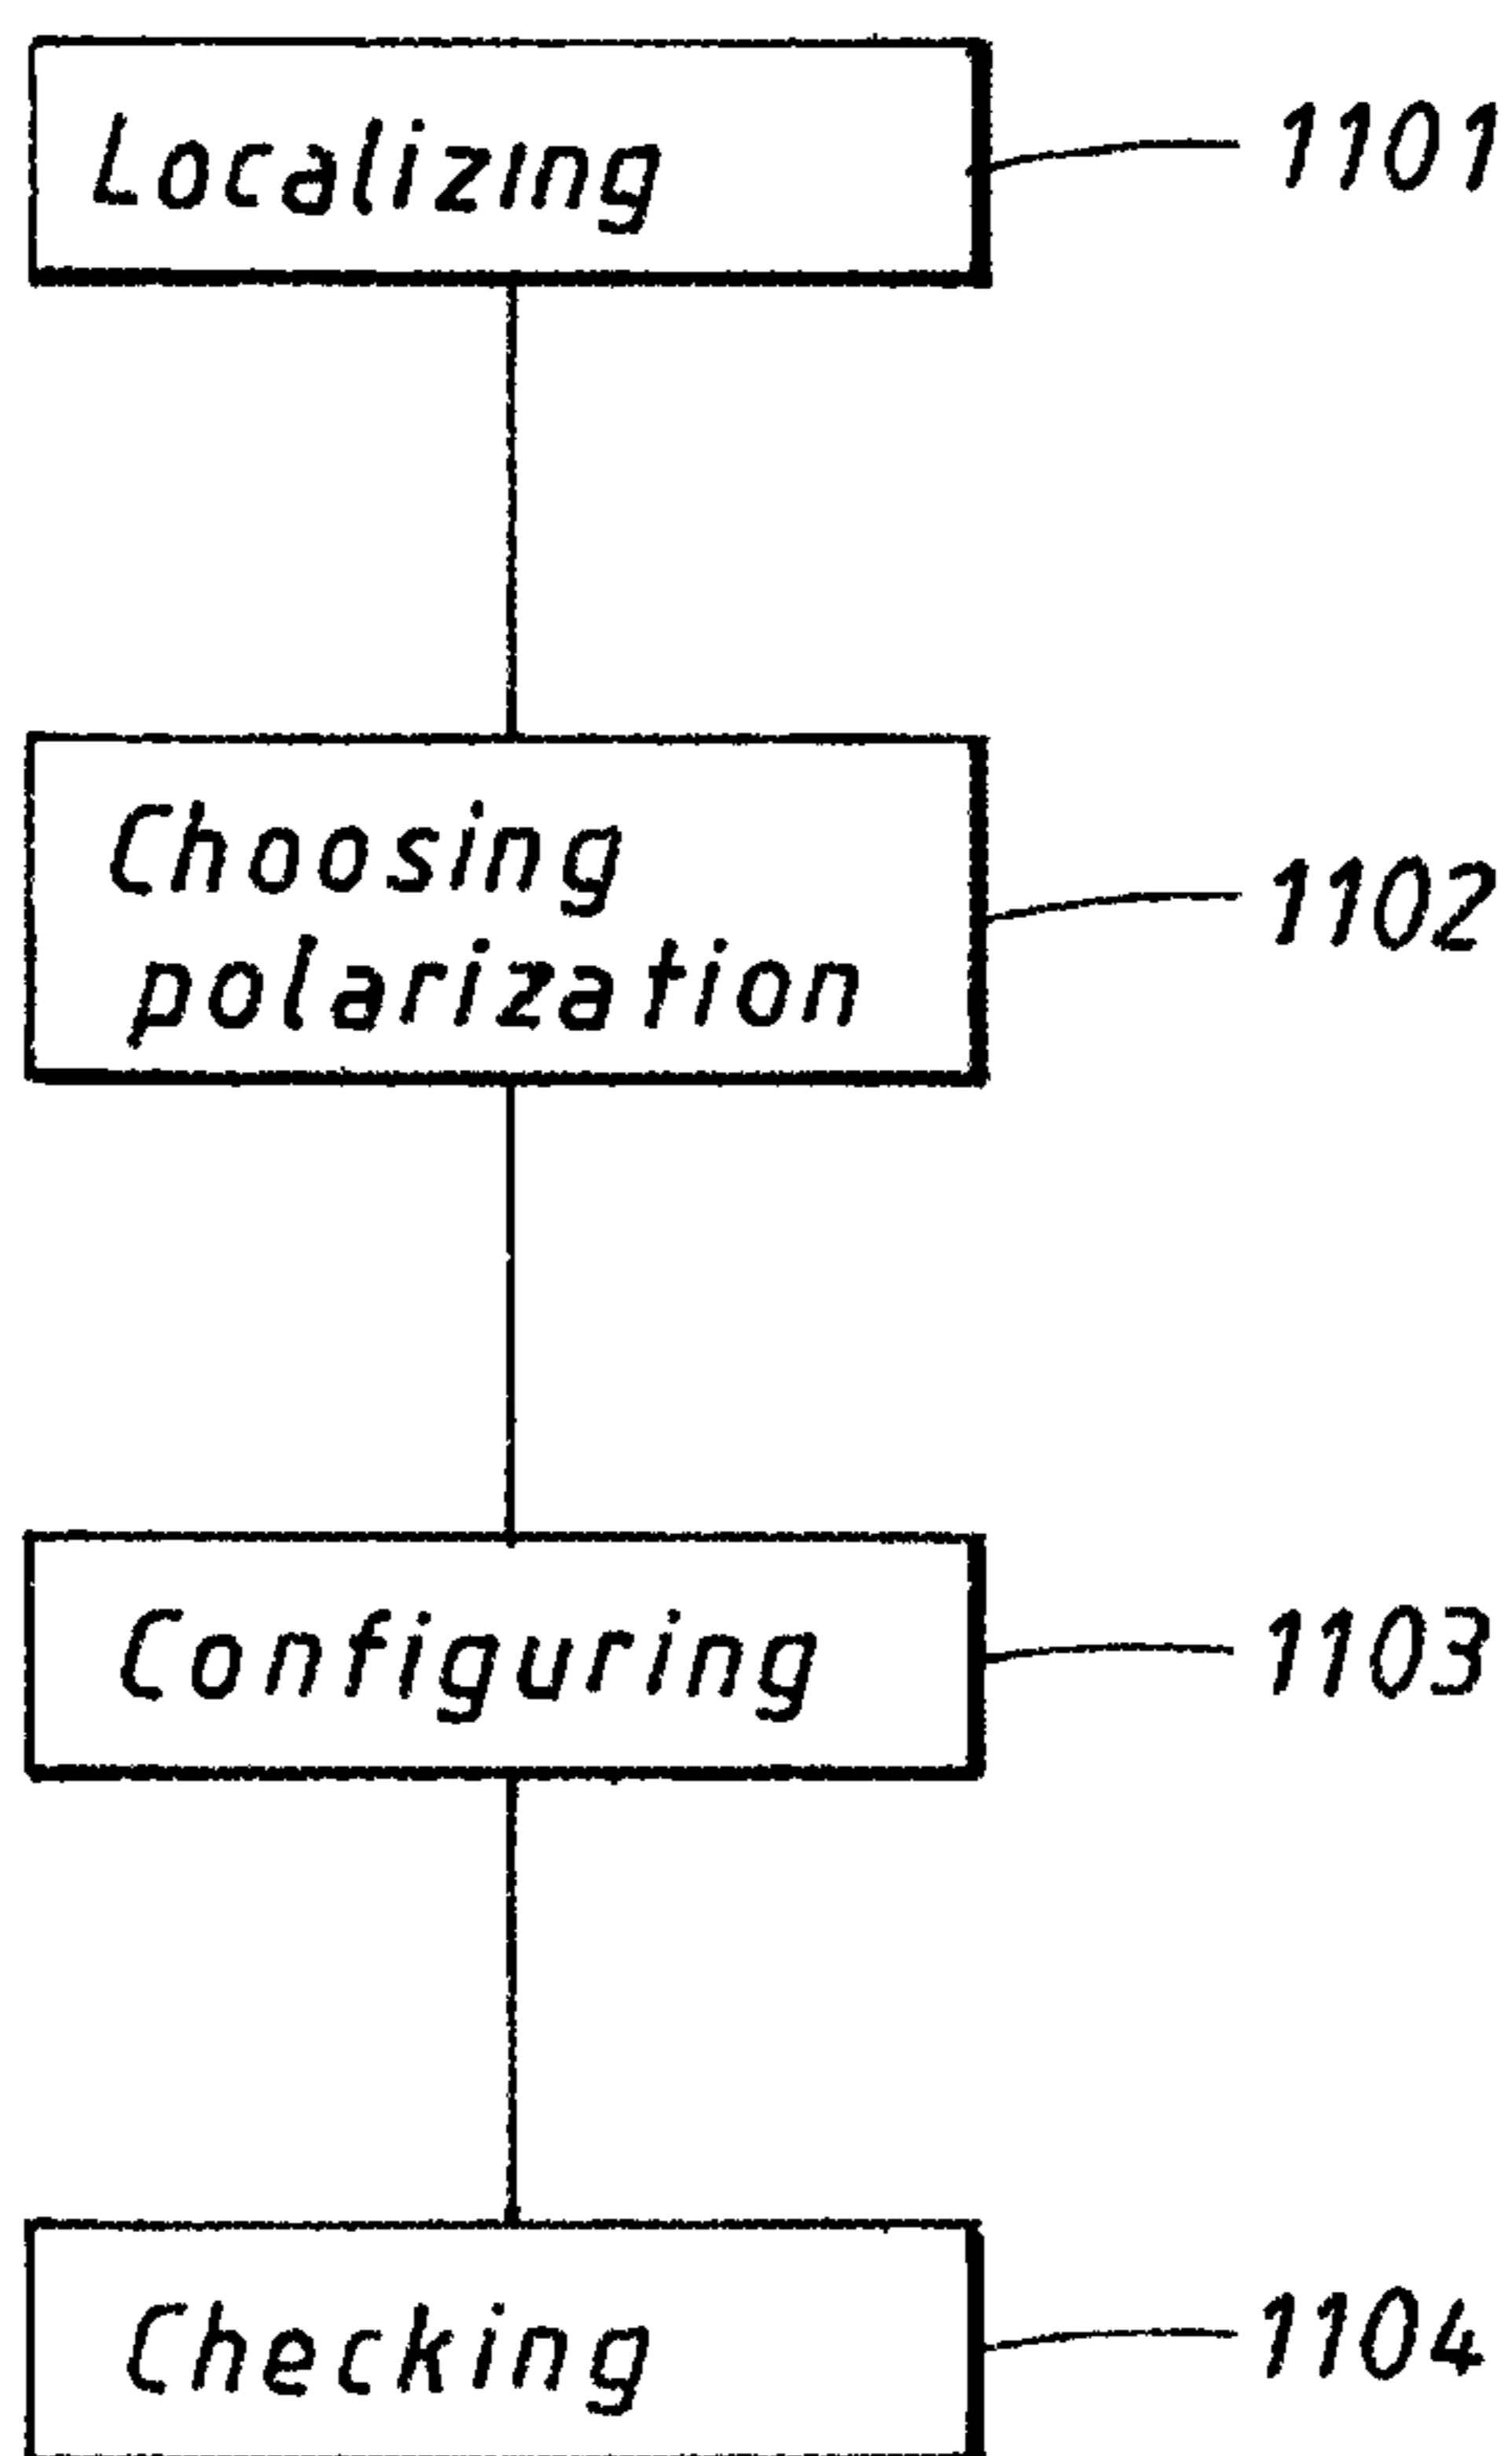 Localizing 1101
Choosing
polarization 1102
Configuring 1103
Checking 1104